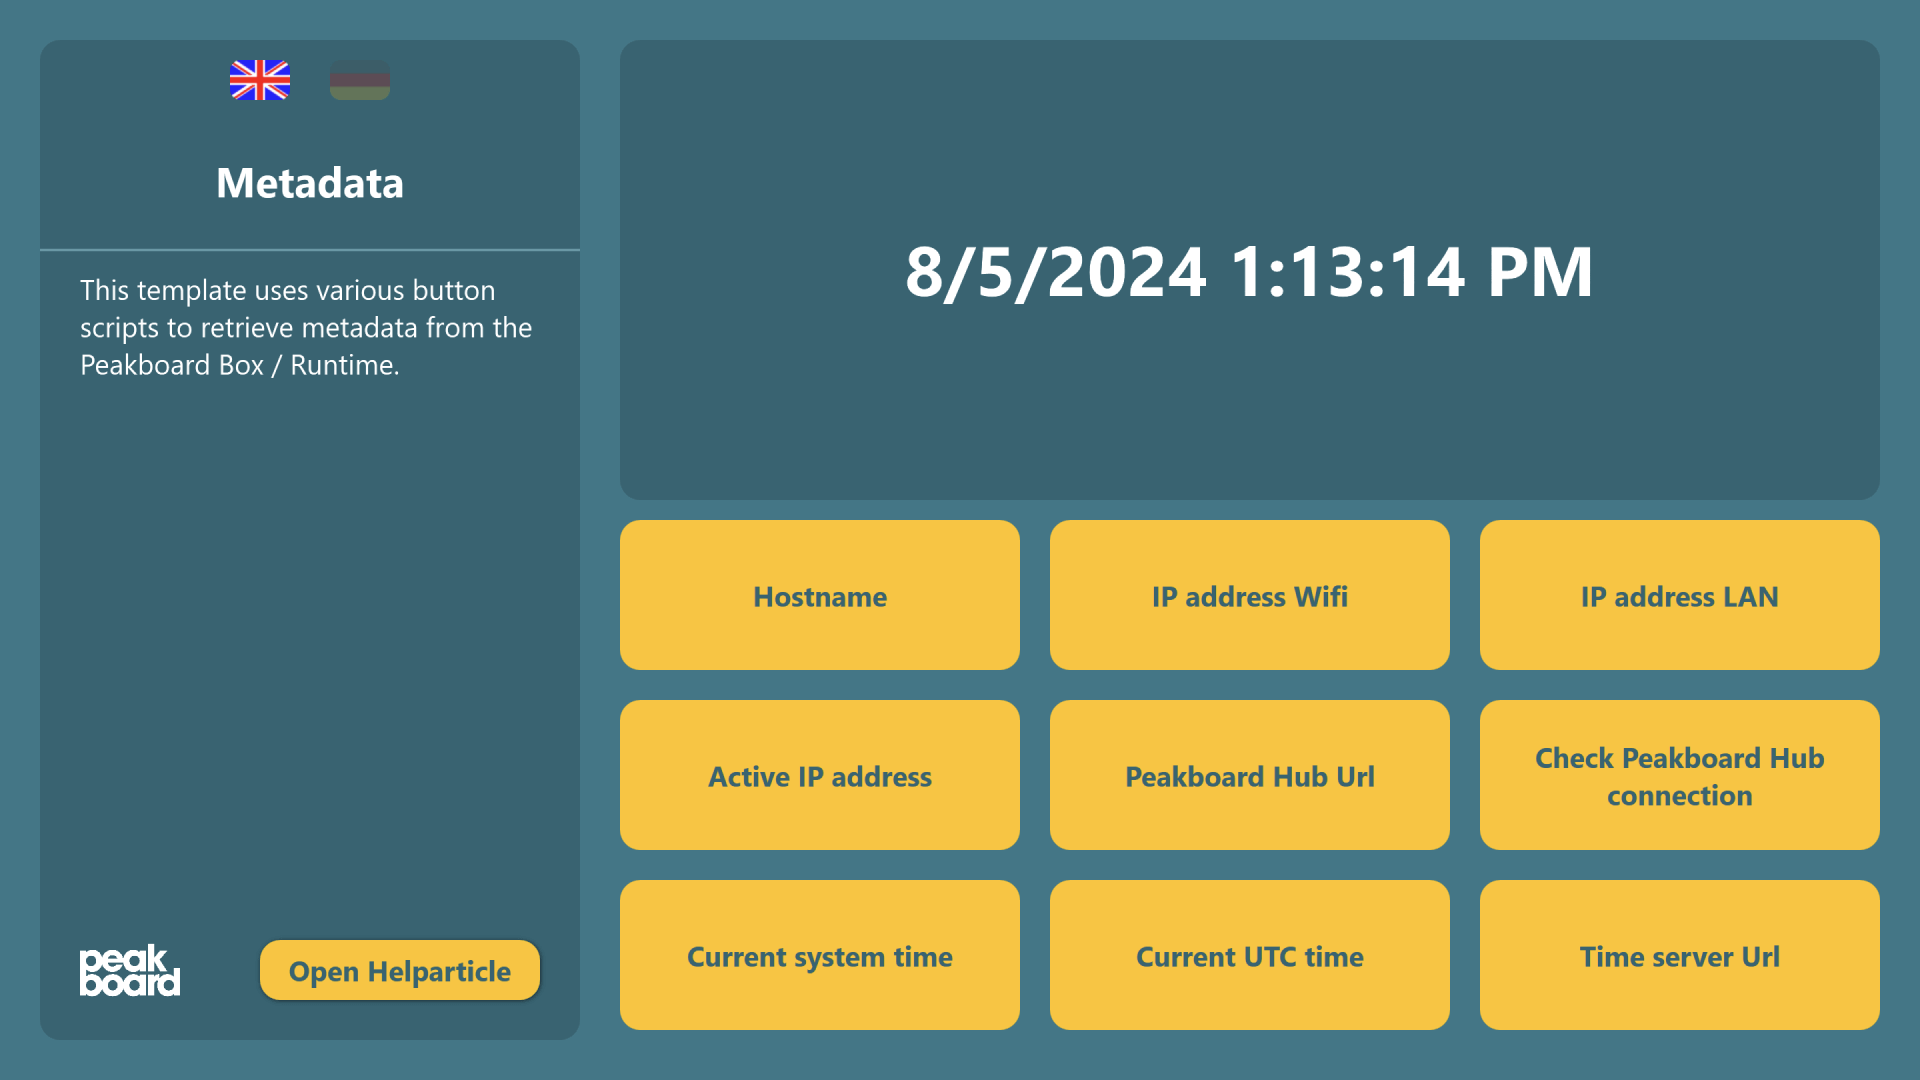 Metadata
This template uses various button
scripts to retrieve metadata from the
Peakboard Box / Runtime.
peak
board
Open Helparticle
8/5/2024 1:13:14 PM
Hostname
IP address Wifi
IP address LAN
Active IP address
Peakboard Hub Url
Check Peakboard Hub
connection
Current system time
Current UTC time
Time server Url